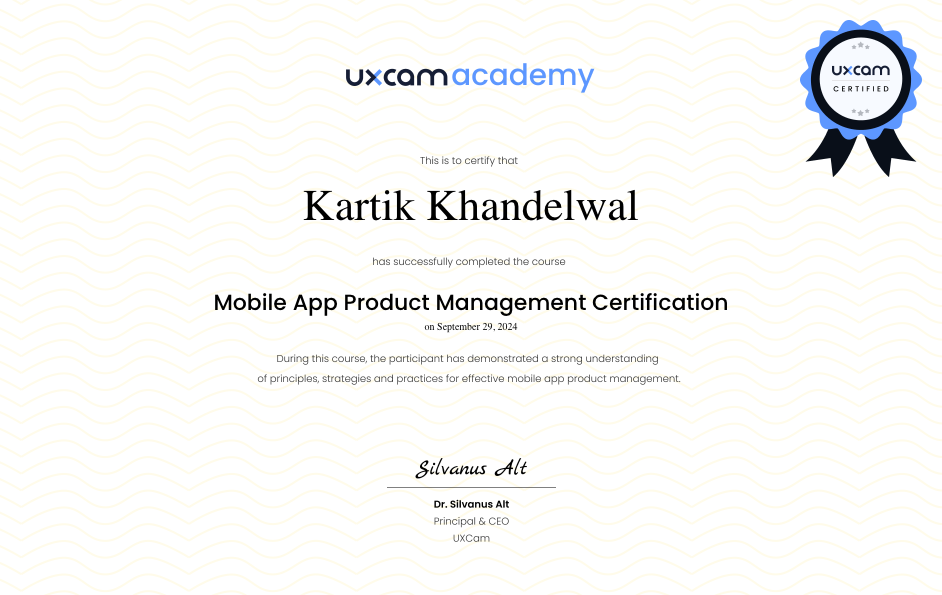 uxcam academy
uxcam
CERTIFIED
This is to certify that
Kartik Khandelwal
has successfully completed the course
Mobile App Product Management Certification
on September 29, 2024
During this course, the participant has demonstrated a strong understanding
of principles, strategies and practices for effective mobile app product management.
Silvanus Alt
Dr. Silvanus Alt
Principal & CEO
UXCam